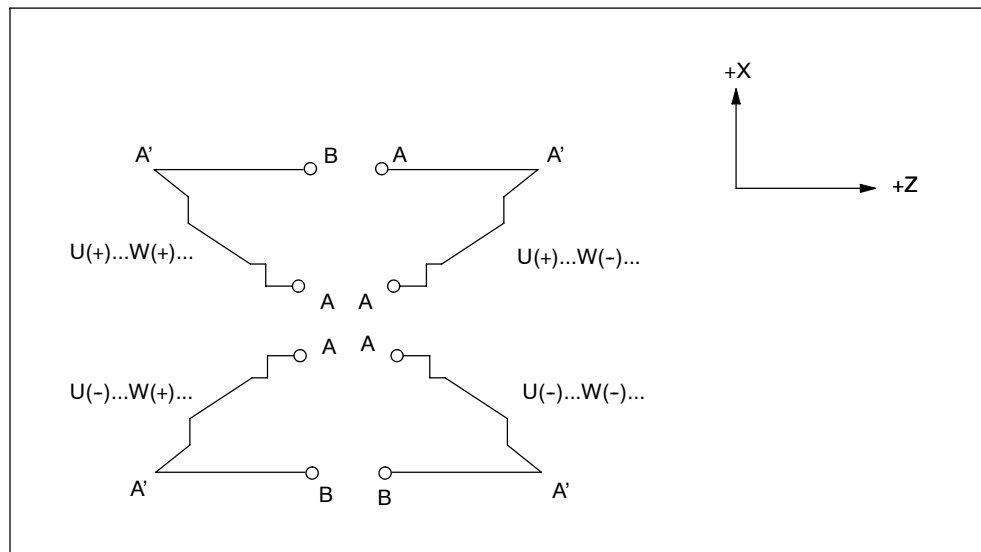 +X
A' B A A'
+Z
U(+)...W(+)... U(+)...W(-)...
A A
A A
U(-)...W(+)... U(-)...W(-)...
A' B B A'